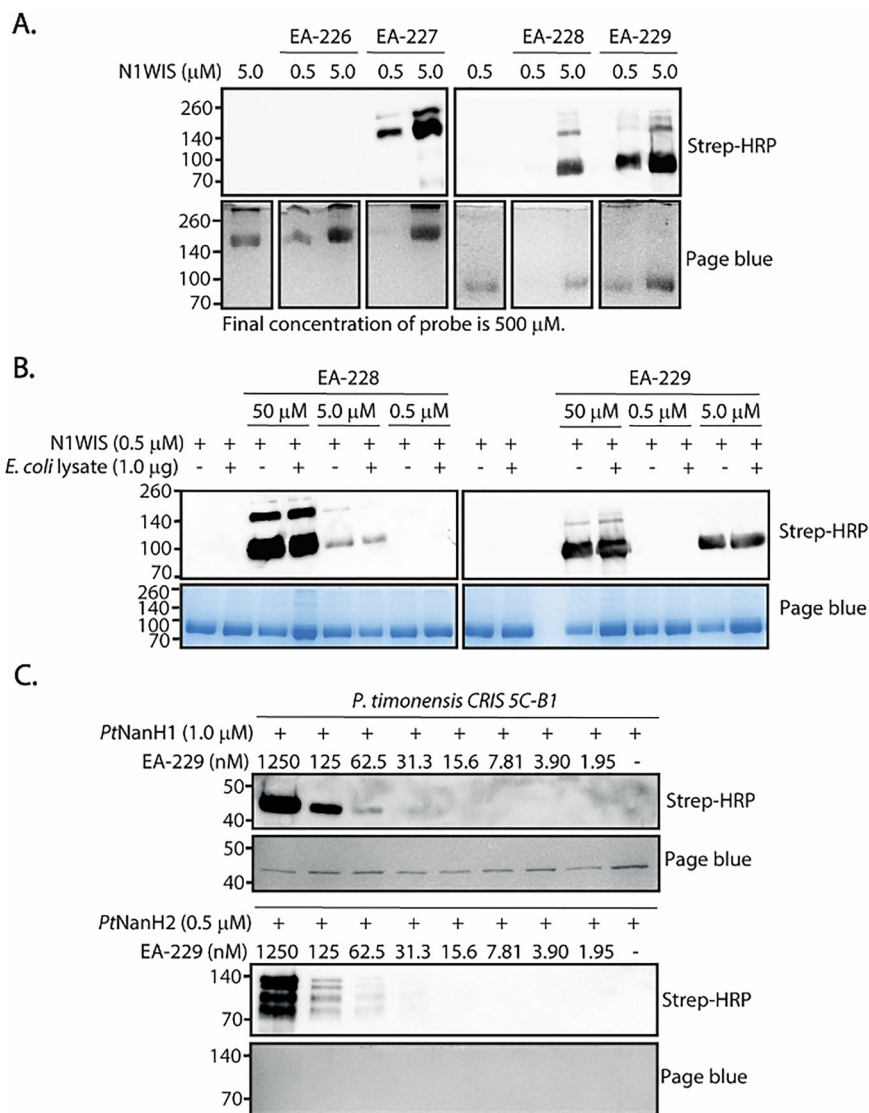 A.
EA-226 EA-227 EA-228 EA-229
N1WIS (μM) 5.0 0.5 5.0 0.5 5.0 0.5 0.5 5.0 0.5 5.0
260
140
100
70
Strep-HRP
260
140
100
70
Page blue
Final concentration of probe is 500 μM.
B.
EA-228 EA-229
50 μM 5.0 μM 0.5 μM 50 μM 0.5 μM 5.0 μM
N1WIS (0.5 μM) + + + + + + + + + + + + + + + +
E. coli lysate (1.0 μg) - + - + - + - + - + - + - + - +
260
140
100
70
Strep-HRP
260
140
100
70
Page blue
C.
P. timonensis CRIS 5C-B1
PtNanH1 (1.0 μM) + + + + + + + + +
EA-229 (nM) 1250 125 62.5 31.3 15.6 7.81 3.90 1.95 -
50
40
Strep-HRP
50
40
Page blue
PtNanH2 (0.5 μM) + + + + + + + + +
EA-229 (nM) 1250 125 62.5 31.3 15.6 7.81 3.90 1.95 -
140
70
Strep-HRP
140
70
Page blue